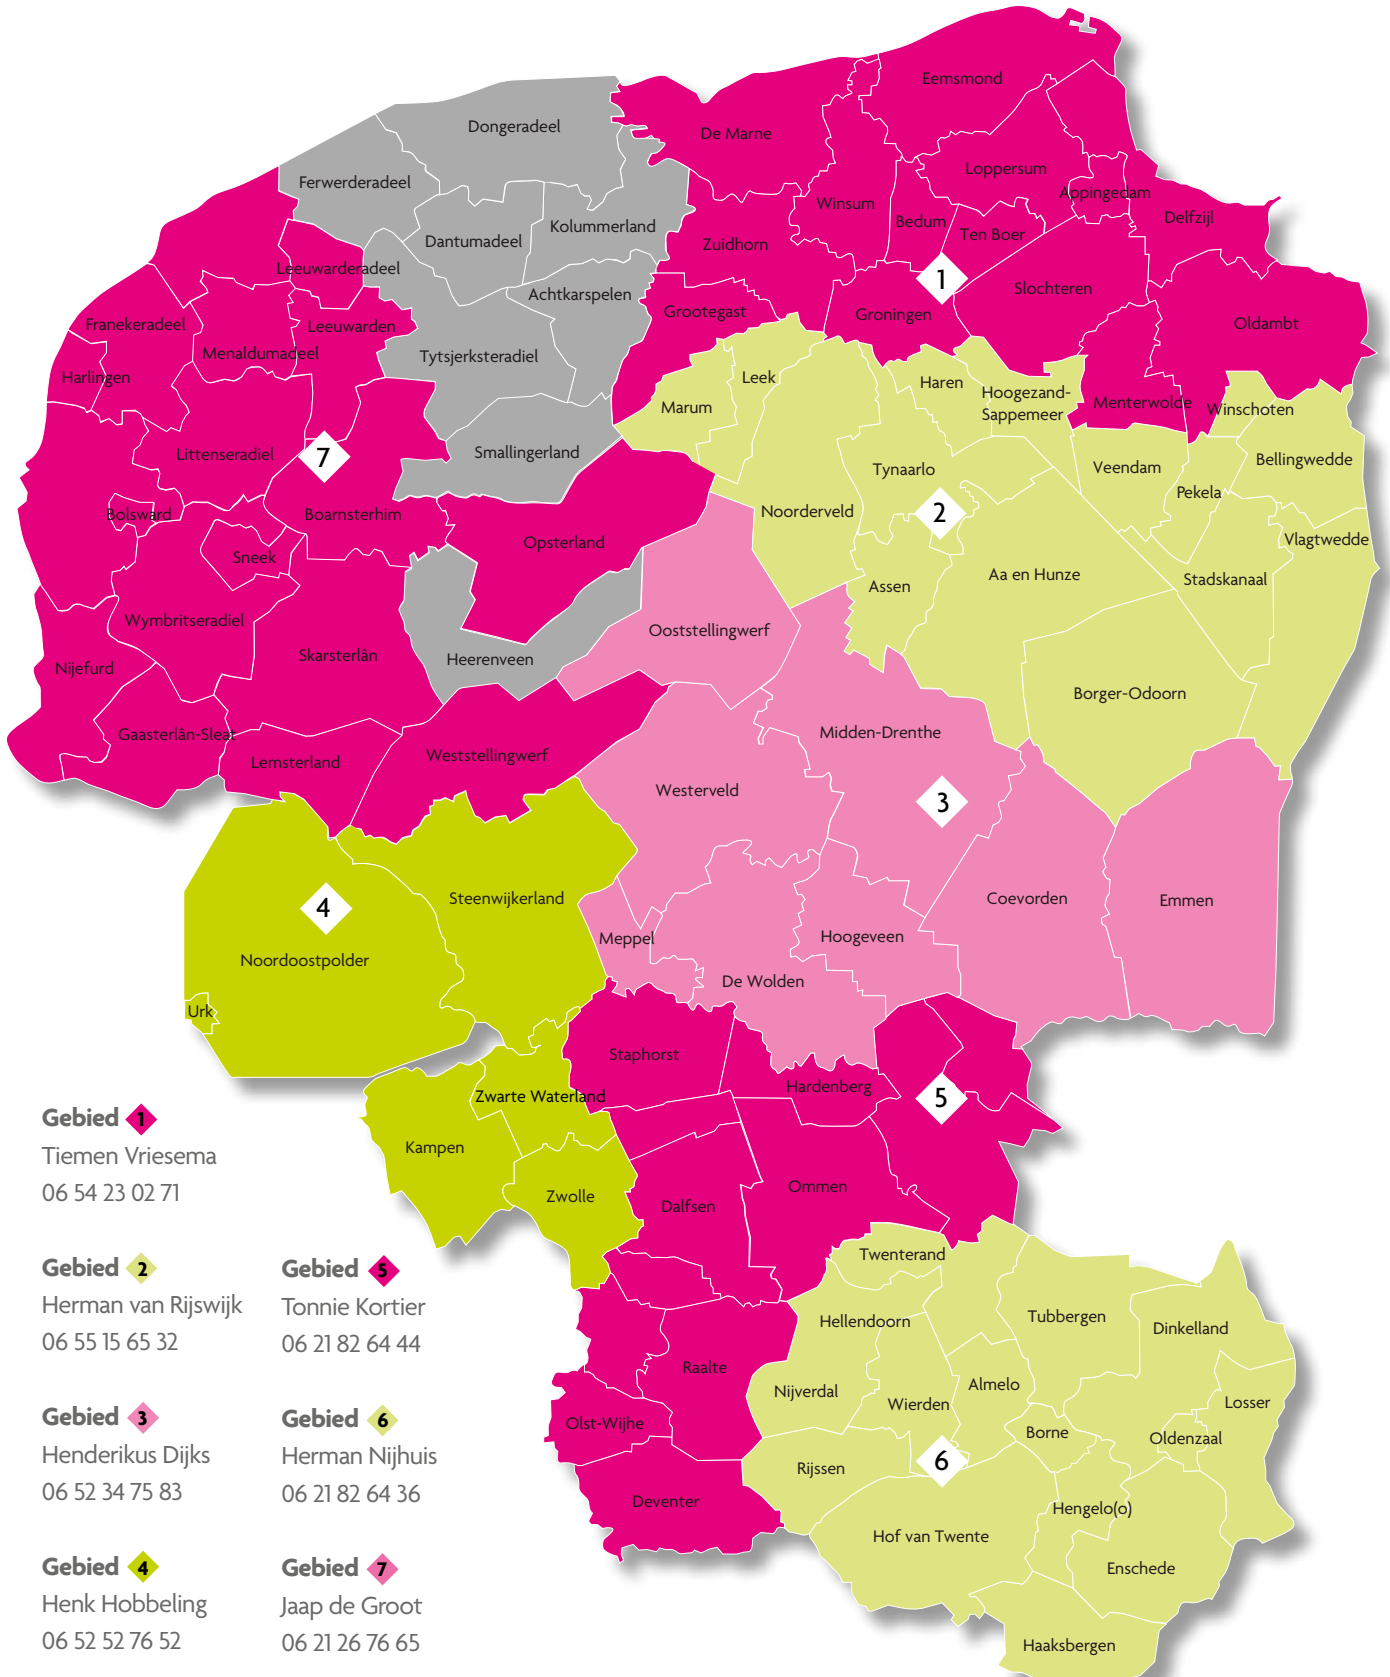 Eemsmond
Dongeradeel
De Marne
Loppersum
Ferwerderadeel
Appingedam
Winsum
Delfzijl
Bedum
Kolummerland
Ten Boer
Dantumadeel
Zuidhorn
Leeuwarderadeel
1
Slochteren
Achtkarspelen
Grootegast
Groningen
Franekeradeel
Leeuwarden
Oldambt
Menaldumadeel
Tytsjerksteradiel
Harlingen
Leek
Haren
Hoogezand-
Sappemeer
Marum
Menterwolde
Winschoten
Littenseradiel
7
Smallingerland
Tynaarlo
Veendam
Bellingwedde
Pekela
Bolsward
Boarnsterhim
Noorderveld
2
Opsterland
Vlagtwedde
Sneek
Aa en Hunze
Stadskanaal
Assen
Wymbritseradiel
Ooststellingwerf
Skarsterlân
Heerenveen
Nijefurd
Borger-Odoorn
Gaasterlân-Sleat
Midden-Drenthe
Lemsterland
Weststellingwerf
Westerveld
3
Steenwijkerland
Coevorden
Emmen
4
Meppel
Hoogeveen
Noordoostpolder
De Wolden
Urk
Staphorst
Hardenberg
Zwarte Waterland
5
Kampen
Ommen
Zwolle
Dalfsen
Twenterand
Hellendoorn
Tubbergen
Dinkelland
Raalte
Nijverdal
Almelo
Wierden
Losser
Olst-Wijhe
Borne
Oldenzaal
6
Rijssen
Deventer
Hengelo(o)
Hof van Twente
Enschede
Haaksbergen
Gebied 1
Tiemen Vriesema
06 54 23 02 71
Gebied 2
Herman van Rijswijk
06 55 15 65 32
Gebied 3
Henderikus Dijks
06 52 34 75 83
Gebied 4
Henk Hobbeling
06 52 52 76 52
Gebied 5
Tonnie Kortier
06 21 82 64 44
Gebied 6
Herman Nijhuis
06 21 82 64 36
Gebied 7
Jaap de Groot
06 21 26 76 65